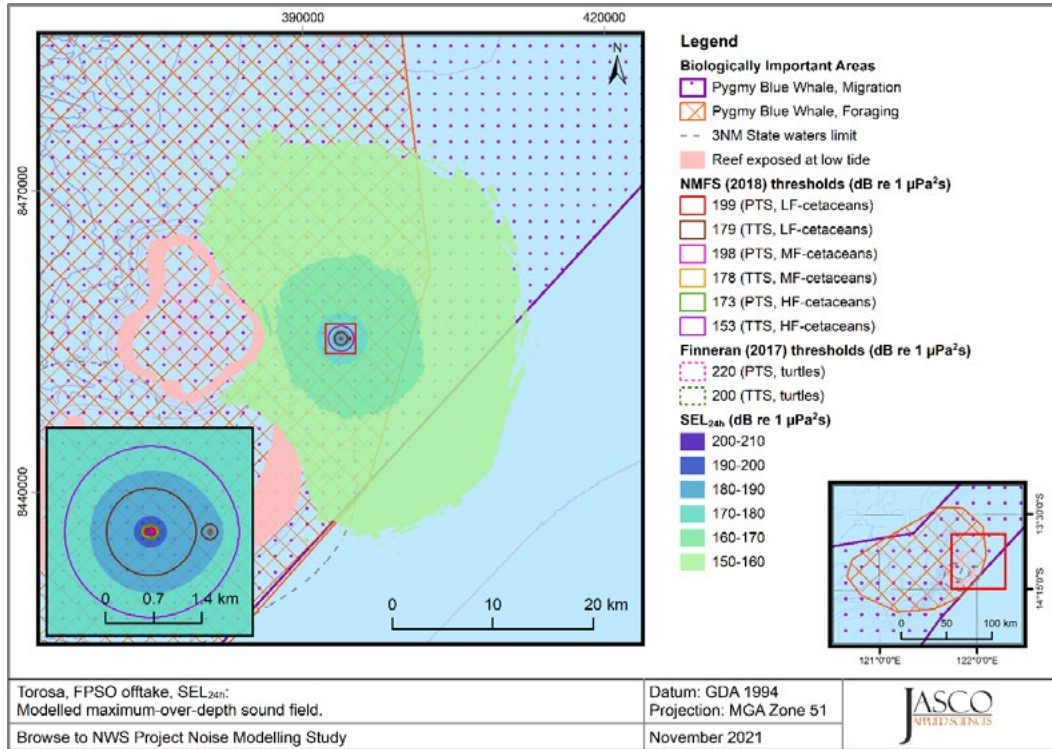 390000
420000
8470000
8440000
N
0 0.7 1.4 km
0 10 20 km
Legend
Biologically Important Areas
Pygmy Blue Whale, Migration
Pygmy Blue Whale, Foraging
3NM State waters limit
Reef exposed at low tide
NMFS (2018) thresholds (dB re 1 µPa²s)
199 (PTS, LF-cetaceans)
179 (TTS, LF-cetaceans)
198 (PTS, MF-cetaceans)
178 (TTS, MF-cetaceans)
173 (PTS, HF-cetaceans)
153 (TTS, HF-cetaceans)
Finneran (2017) thresholds (dB re 1 µPa²s)
220 (PTS, turtles)
200 (TTS, turtles)
SEL₂₄ₕ (dB re 1 µPa²s)
200-210
190-200
180-190
170-180
160-170
150-160
13°30'0"S
14°15'0"S
0 50 100 km
121°0'0"E 122°0'0"E
Torosa, FPSO offtake, SEL₂₄ₕ:
Modelled maximum-over-depth sound field.
Browse to NWS Project Noise Modelling Study
Datum: GDA 1994
Projection: MGA Zone 51
November 2021
JASCO
APPLIED SCIENCES